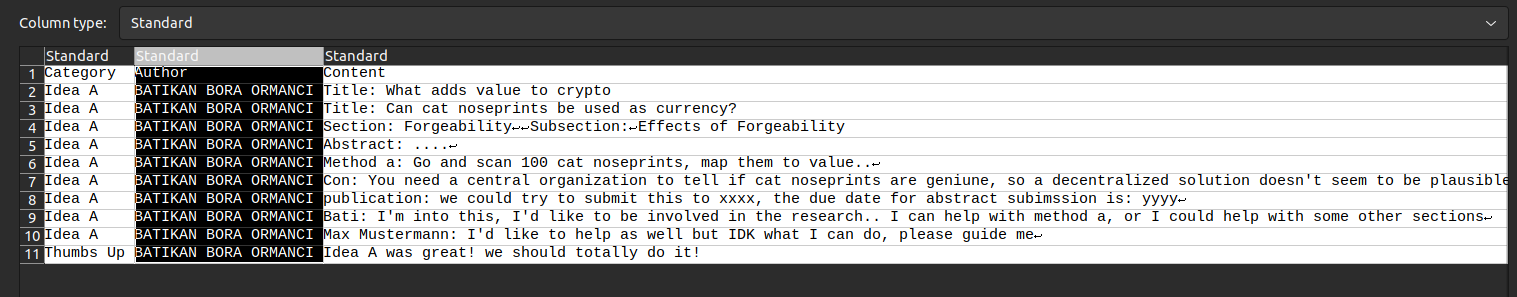 Column type: Standard
Standard Standard Standard
1 Category Author Content
2 Idea A BATIKAN BORA ORMANCI Title: What adds value to crypto
3 Idea A BATIKAN BORA ORMANCI Title: Can cat noseprints be used as currency?
4 Idea A BATIKAN BORA ORMANCI Section: Forgeability↵↵Subsection:↵Effects of Forgeability
5 Idea A BATIKAN BORA ORMANCI Abstract: ....↵
6 Idea A BATIKAN BORA ORMANCI Method a: Go and scan 100 cat noseprints, map them to value..↵
7 Idea A BATIKAN BORA ORMANCI Con: You need a central organization to tell if cat noseprints are geniune, so a decentralized solution doesn't seem to be plausible
8 Idea A BATIKAN BORA ORMANCI publication: we could try to submit this to xxxx, the due date for abstract subimssion is: yyyy↵
9 Idea A BATIKAN BORA ORMANCI Bati: I'm into this, I'd like to be involved in the research.. I can help with method a, or I could help with some other sections↵
10 Idea A BATIKAN BORA ORMANCI Max Mustermann: I'd like to help as well but IDK what I can do, please guide me↵
11 Thumbs Up BATIKAN BORA ORMANCI Idea A was great! we should totally do it!